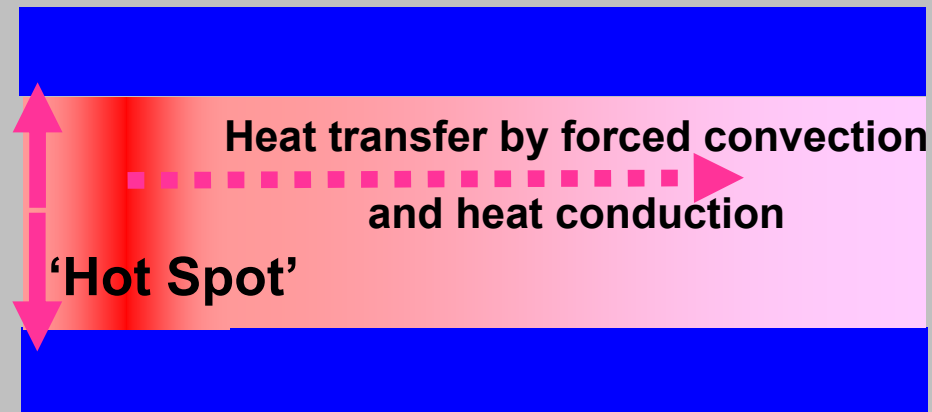 Heat transfer by forced convection
and heat conduction
‘Hot Spot’